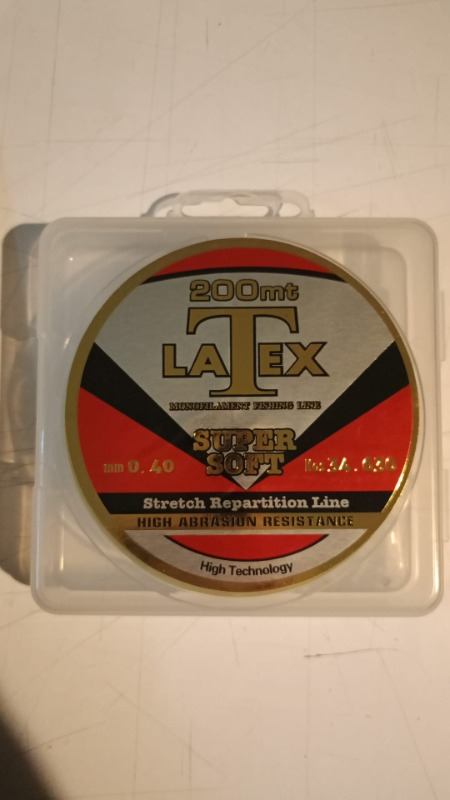 200mt
LATEX
MONOFILAMENT FISHING LINE
SUPER
SOFT
mm 0.40
Stretch Repartition Line
HIGH ABRASION RESISTANCE
High Technology